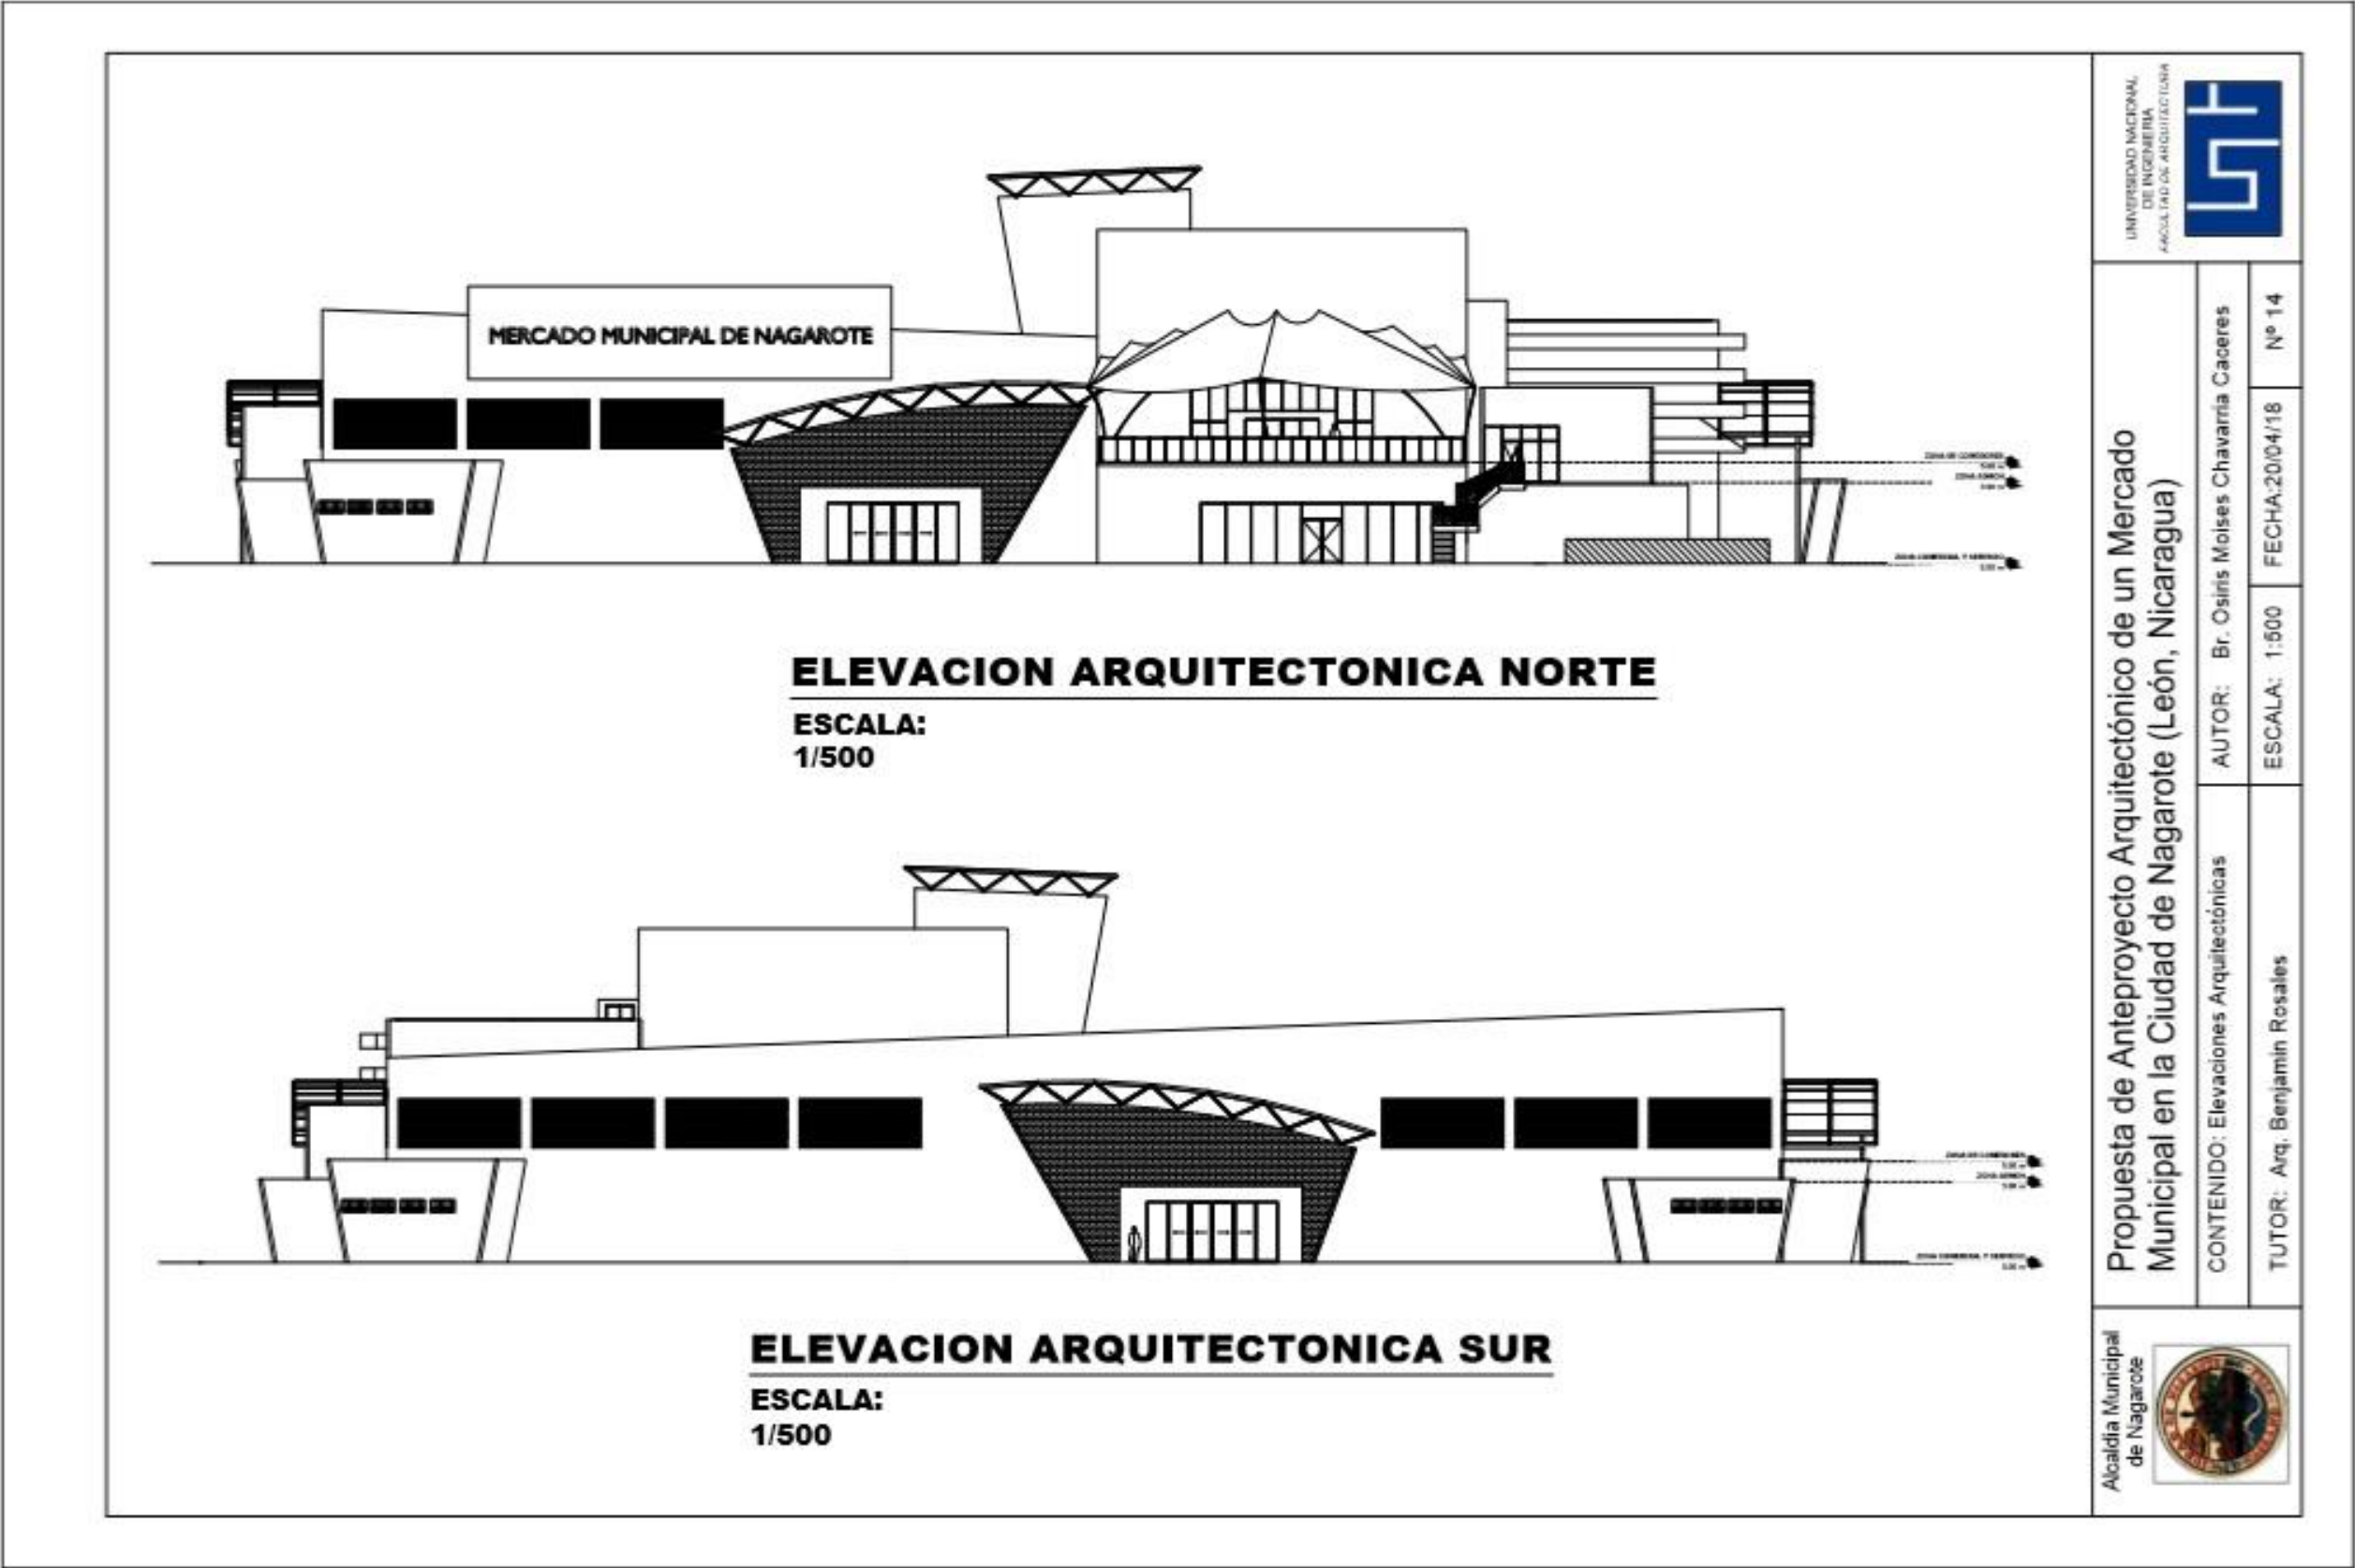 MERCADO MUNICIPAL DE NAGAROTE
ELEVACION ARQUITECTONICA NORTE
ESCALA:
1/500
ELEVACION ARQUITECTONICA SUR
ESCALA:
1/500
UNIVERSIDAD NACIONAL
DE INGENIERIA
FACULTAD DE ARQUITECTURA
Propuesta de Anteproyecto Arquitectónico de un Mercado
Municipal en la Ciudad de Nagarote (León, Nicaragua)
CONTENIDO: Elevaciones Arquitectónicas
AUTOR: Br. Osiris Moises Chavarria Caceres
TUTOR: Arq. Benjamin Rosales
ESCALA: 1:500
FECHA:20/04/18
Nº 14
Alcaldia Municipal
de Nagarote